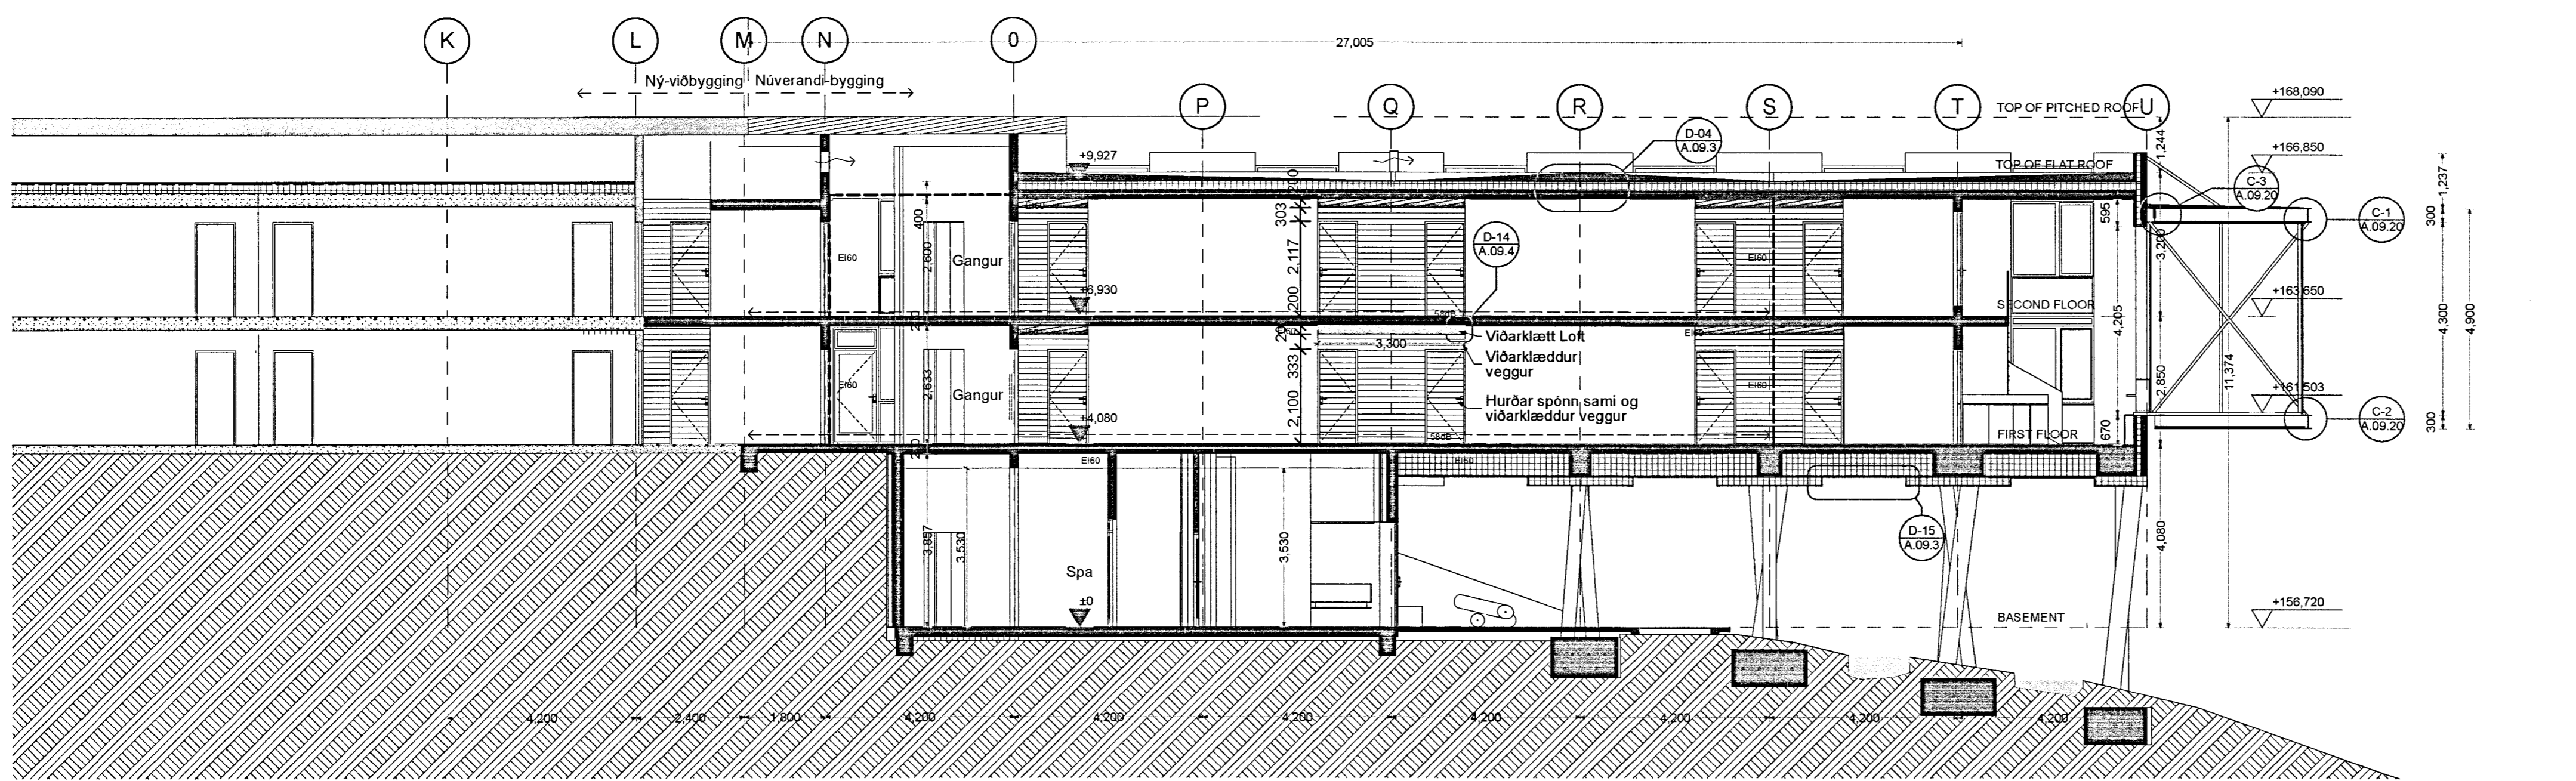 K
L
M
N
0
27,005
Ný-viðbygging
Núverandi-bygging
P
Q
R
S
T
U
TOP OF PITCHED ROOF
+168,090
D-04
A.09.3
1,244
+9,927
TOP OF FLAT ROOF
+166,850
1,237
C-3
A.09.20
C-1
A.09.20
300
EI60
400
303
200
595
D-14
A.09.4
3,200
EI60
2,600
Gangur
2,117
EI60
+6,930
200
SECOND FLOOR
+163,650
4,205
4,300
4,900
58dB
EI60
EI60
Viðarklætt Loft
3,300
Viðarklæddur
veggur
333
11,374
EI60
2,633
Gangur
EI60
2,850
+161,503
Hurðar spónn sami og
viðarklæddur veggur
2,100
+4,080
58dB
FIRST FLOOR
670
300
C-2
A.09.20
EI60
EI60
3,857
3,530
3,530
D-15
A.09.3
4,080
Spa
±0
BASEMENT
+156,720
4,200
2,400
1,800
4,200
4,200
4,200
4,200
4,200
4,200
4,200